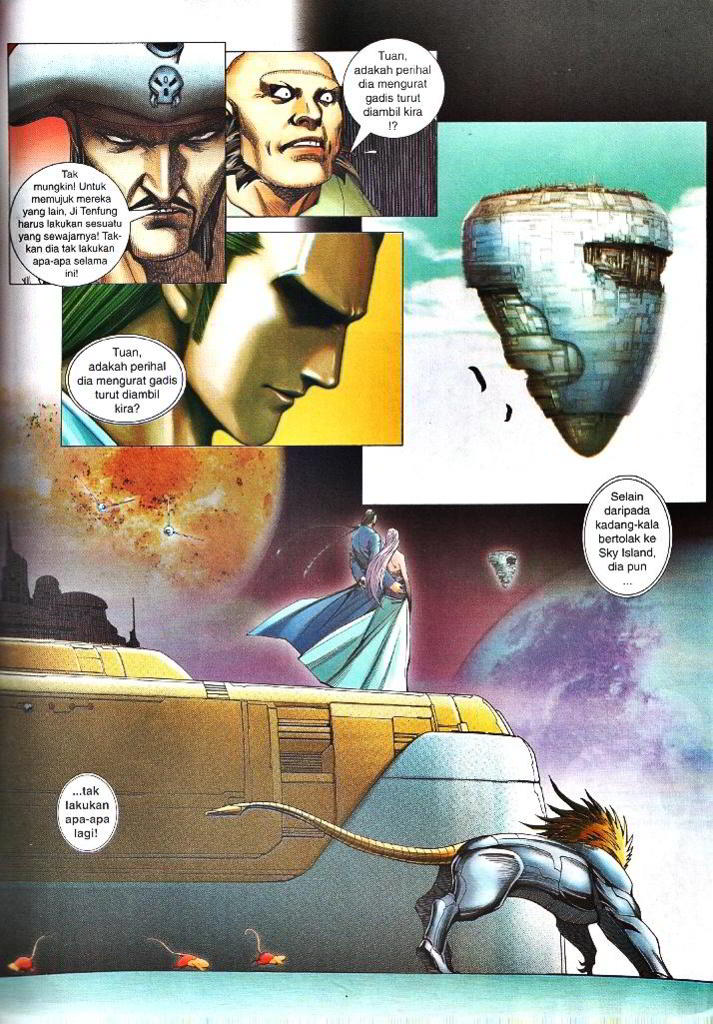 Tak
mungkin! Untuk
memujuk mereka
yang lain, Ji Tenfung
harus lakukan sesuatu
yang sewajarnya! Tak-
kan dia tak lakukan
apa-apa selama
ini!
Tuan,
adakah perihal
dia mengurat
gadis turut
diambil kira
!?
Tuan,
adakah perihal
dia mengurat gadis
turut diambil
kira?
Selain
daripada
kadang-kala
bertolak ke
Sky Island,
dia pun
...
...tak
lakukan
apa-apa
lagi!